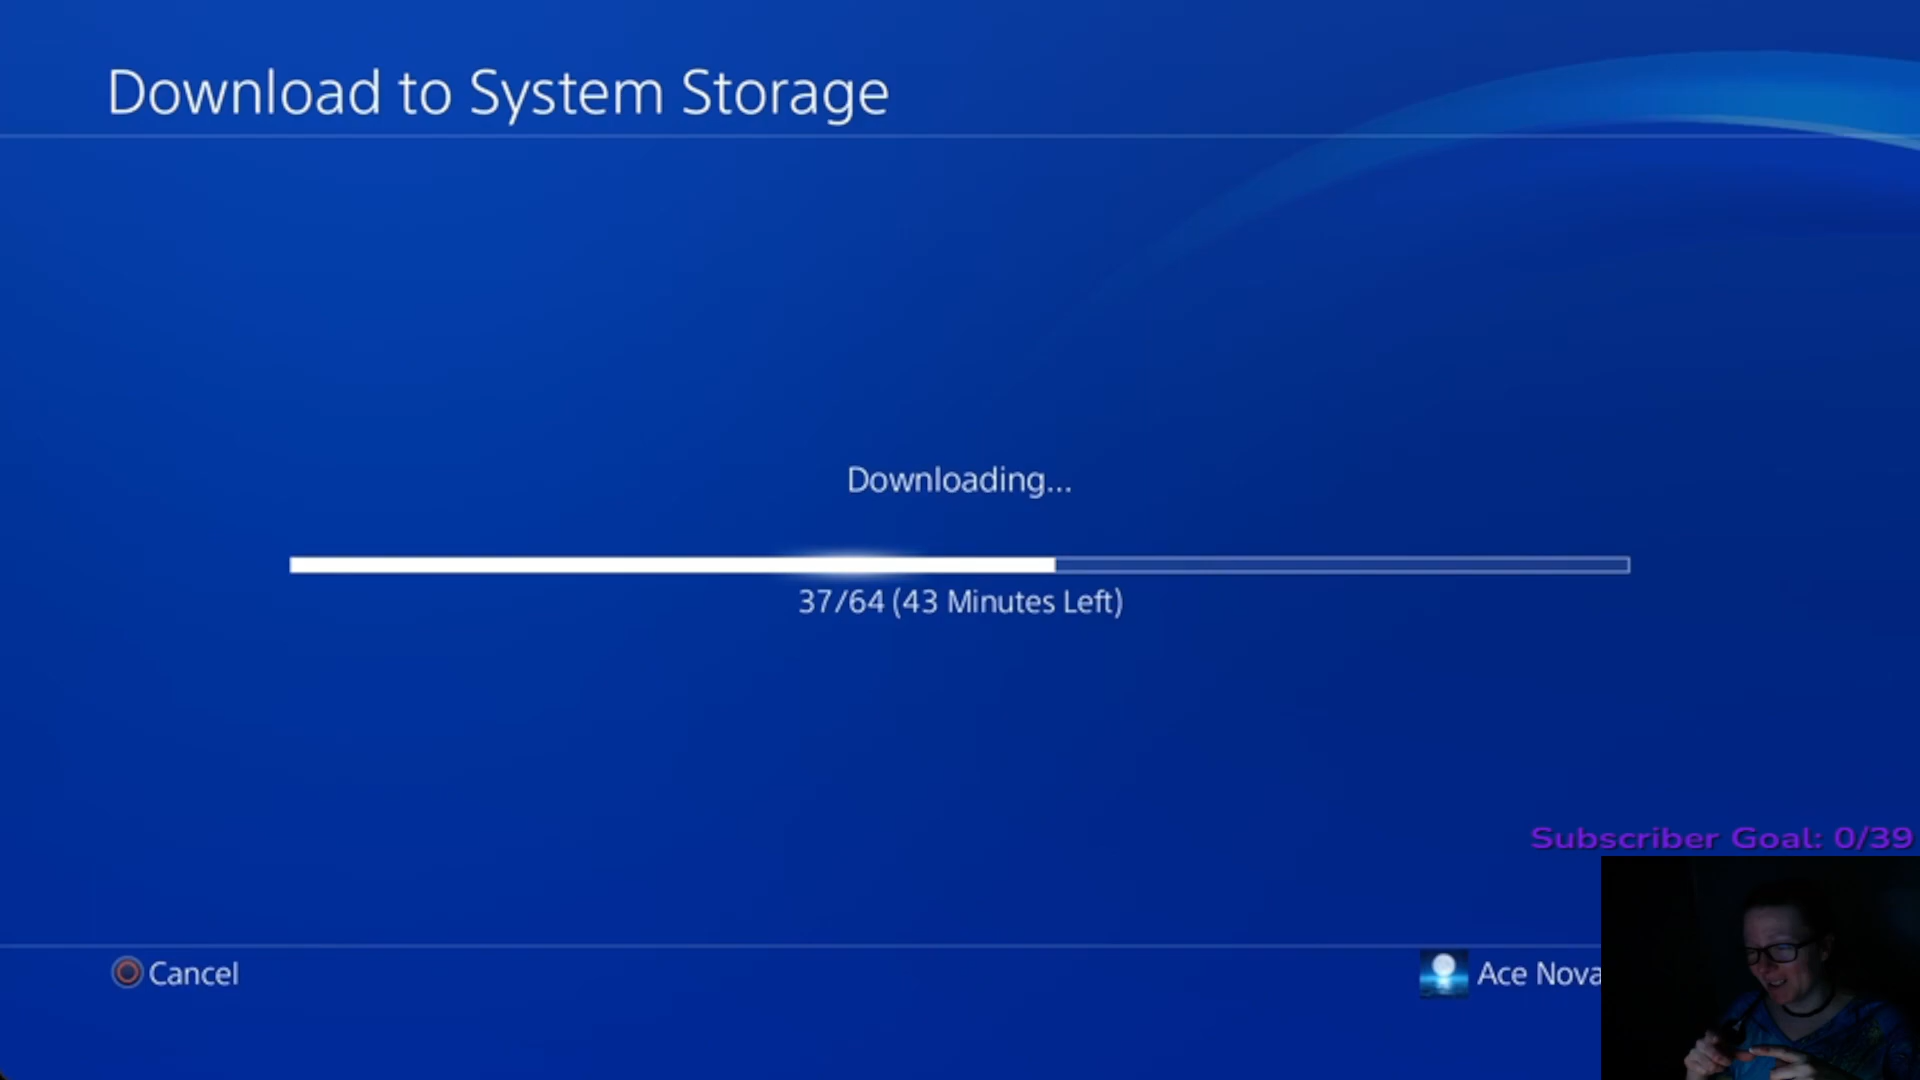 Download to System Storage
Downloading...
37/64 (43 Minutes Left)
Subscriber Goal: 0/39
Cancel
Ace Nova